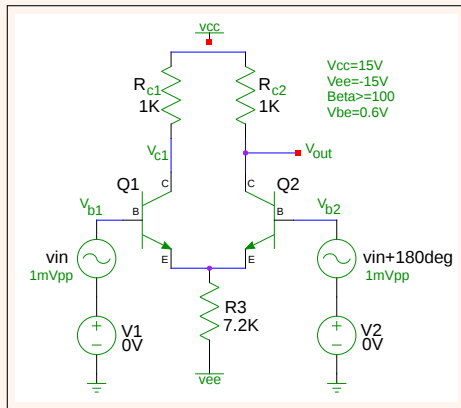 vcc
Rc1
1K
Rc2
1K
Vcc=15V
Vee=-15V
Beta>=100
Vbe=0.6V
Vc1
Vout
Q1
C
B
E
Q2
C
B
E
Vb1
Vb2
vin
1mVpp
vin+180deg
1mVpp
R3
7.2K
V1
0V
V2
0V
vee